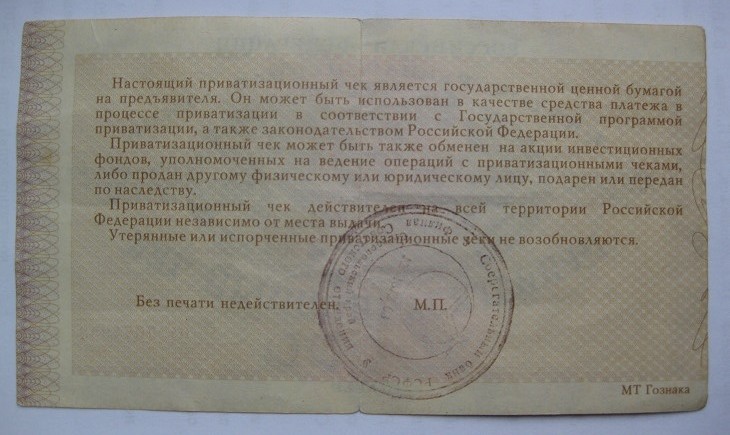 Настоящий приватизационный чек является государственной ценной бумагой
на предъявителя. Он может быть использован в качестве средства платежа в
процессе приватизации в соответствии с Государственной программой
приватизации, а также законодательством Российской Федерации.
Приватизационный чек может быть также обменен на акции инвестиционных
фондов, уполномоченных на ведение операций с приватизационными чеками,
либо продан другому физическому или юридическому лицу, подарен или передан
по наследству.
Приватизационный чек действителен на всей территории Российской
Федерации независимо от места выдачи.
Утерянные или испорченные приватизационные чеки не возобновляются.
Без печати недействителен.
М.П.
Сберегательный банк РСФСР
МТ Гознака